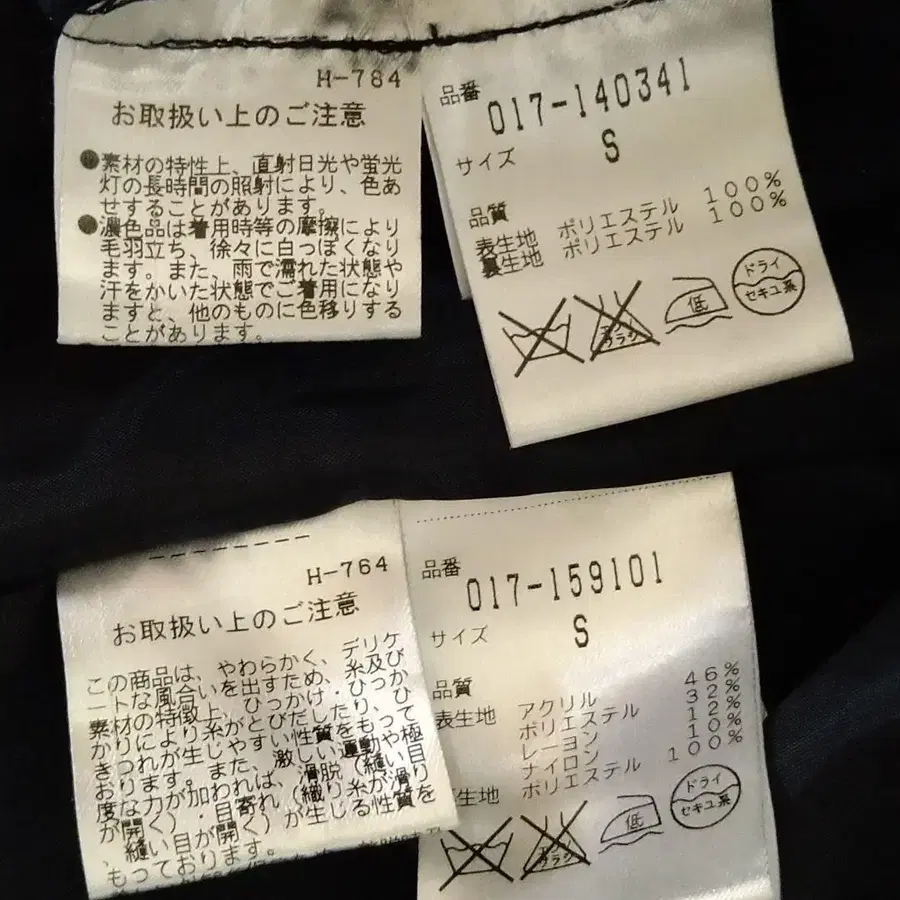 H-784
お取扱い上のご注意
●素材の特性上、直射日光や蛍光
灯の長時間の照射により、色あ
せすることがあります。
●濃色品は着用時等の摩擦により
毛羽立ち、徐々に白っぽくなり
ます。また、雨で濡れた状態や
汗をかいた状態でご着用になり
ますと、他のものに色移りする
ことがあります。
品番
017-140341
サイズ S
品質
表生地 ポリエステル 100%
裏生地 ポリエステル 100%
ブラシ
低
ドライ
セキユ系
H-764
お取扱い上のご注意
この商品は、やわらかく、デリケ
ートな風合いを出すため、糸及び
素材の特徴上、ひっかけ・ひっか
かりにより糸がとびだしたり、ひ
きつれが生じやすい性質をもって
おります。また、激しい運動や極
度な力が加われば、滑脱(縫い目
が開く)・目寄れ(織り糸が滑り
、縫い目が開く)が生じる性質を
もっております。
品番
017-159101
サイズ S
品質
表生地 アクリル 46%
ポリエステル 32%
レーヨン 12%
ナイロン 10%
生地 ポリエステル 100%
ブラシ
低
ドライ
セキユ系